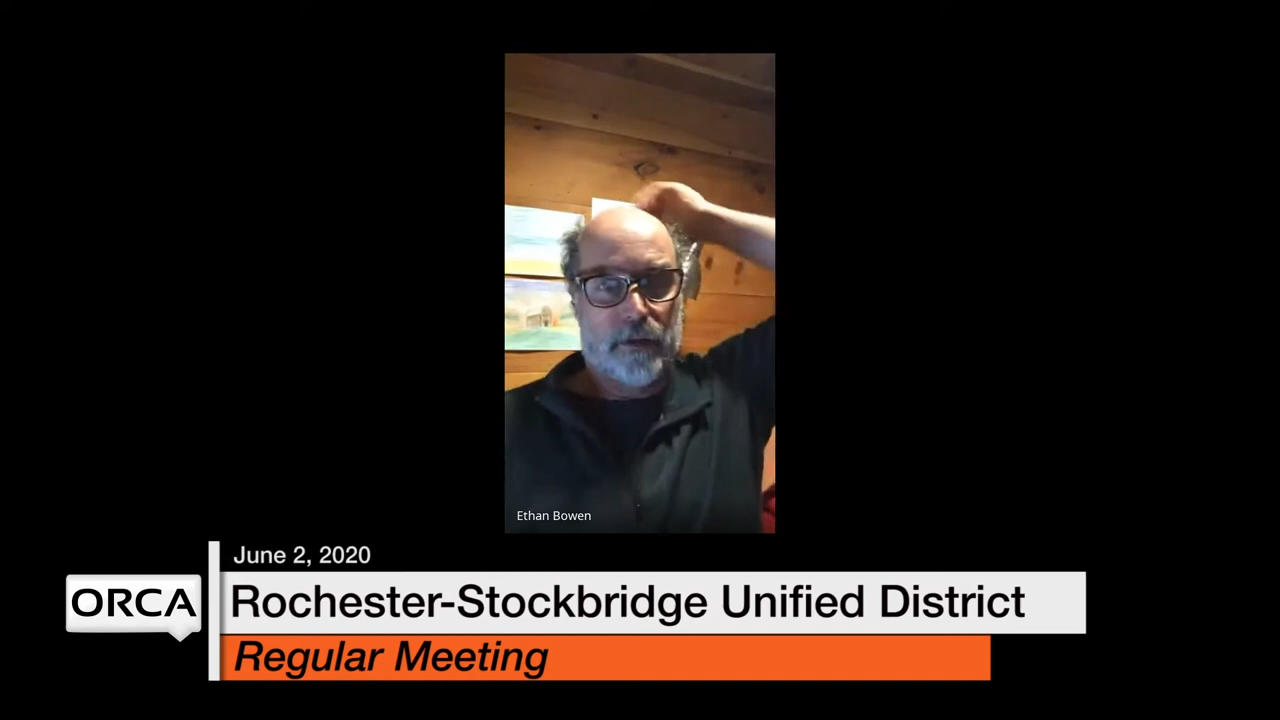 Ethan Bowen
June 2, 2020
ORCA
Rochester-Stockbridge Unified District
Regular Meeting